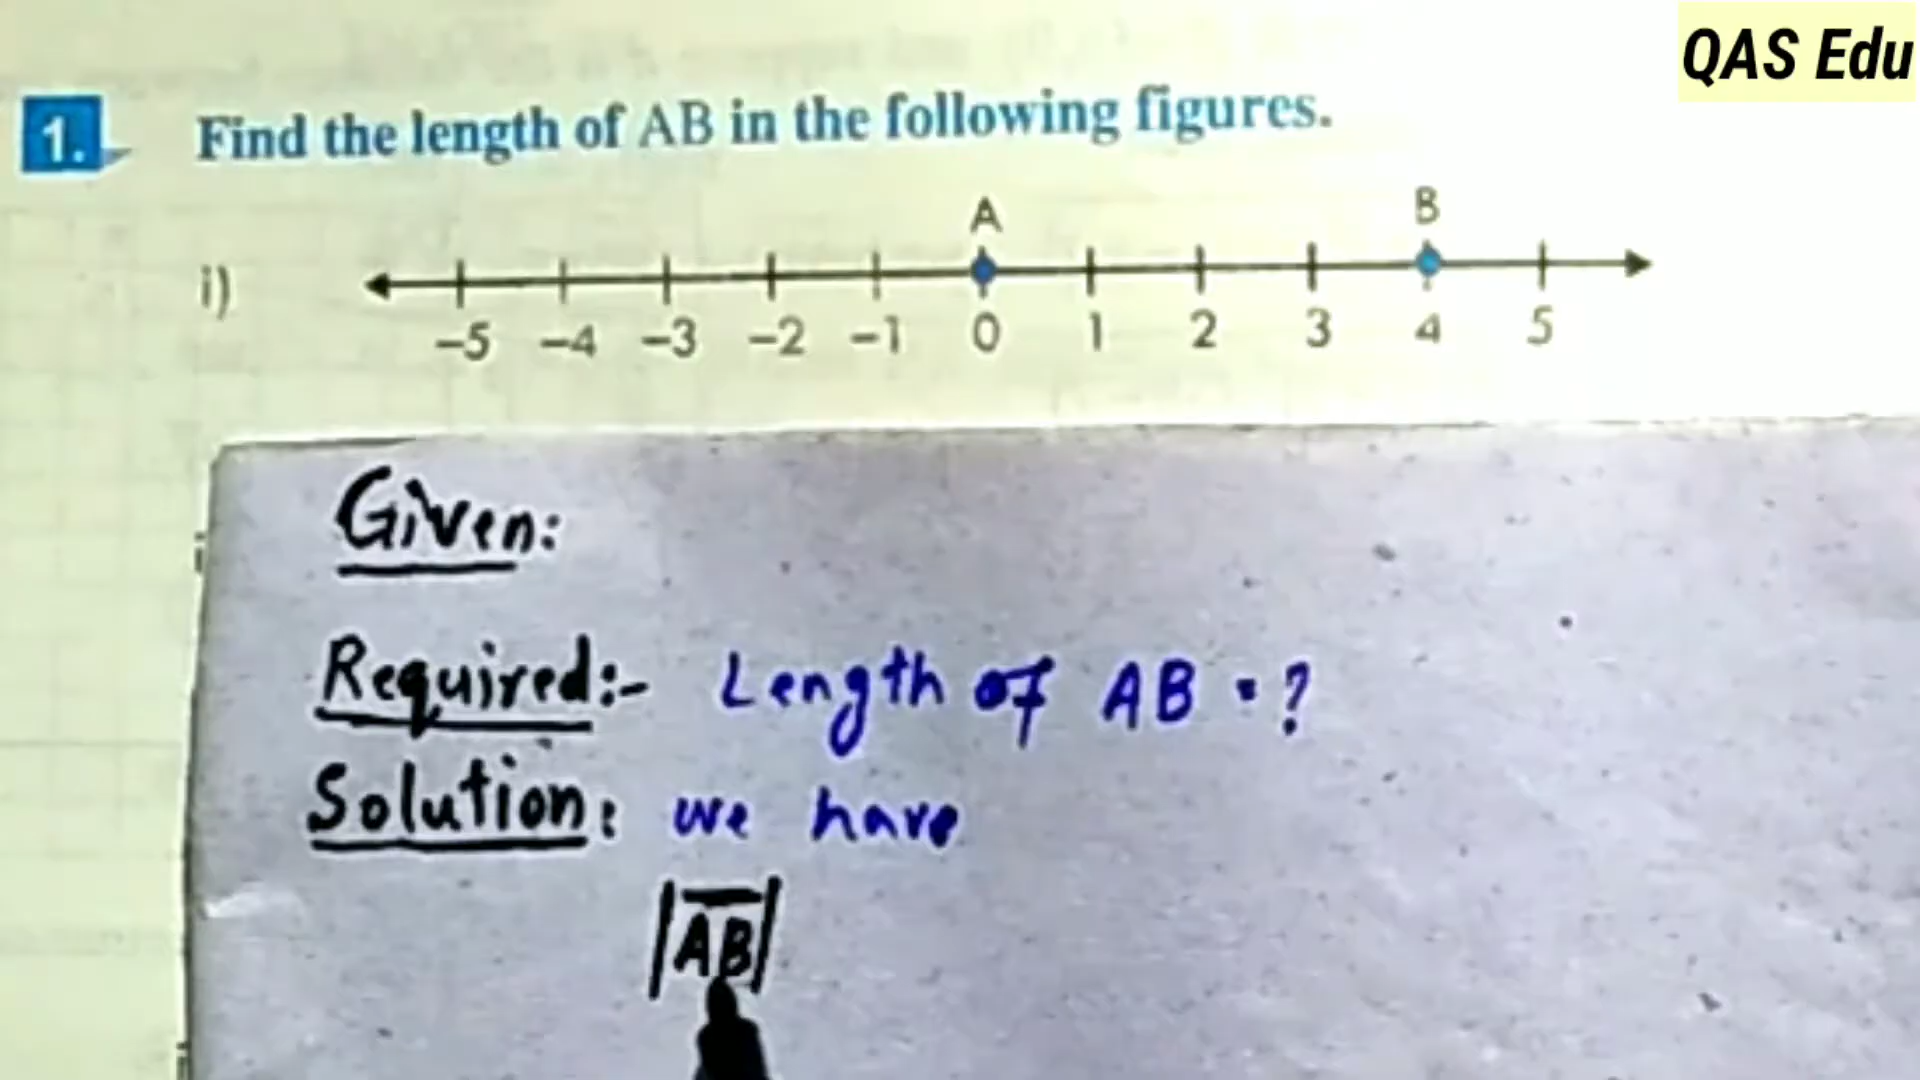 QAS Edu
1. Find the length of AB in the following figures.
A B
i)
-5 -4 -3 -2 -1 0 1 2 3 4 5
Given:
Required:- Length of AB = ?
Solution: we have
|AB|